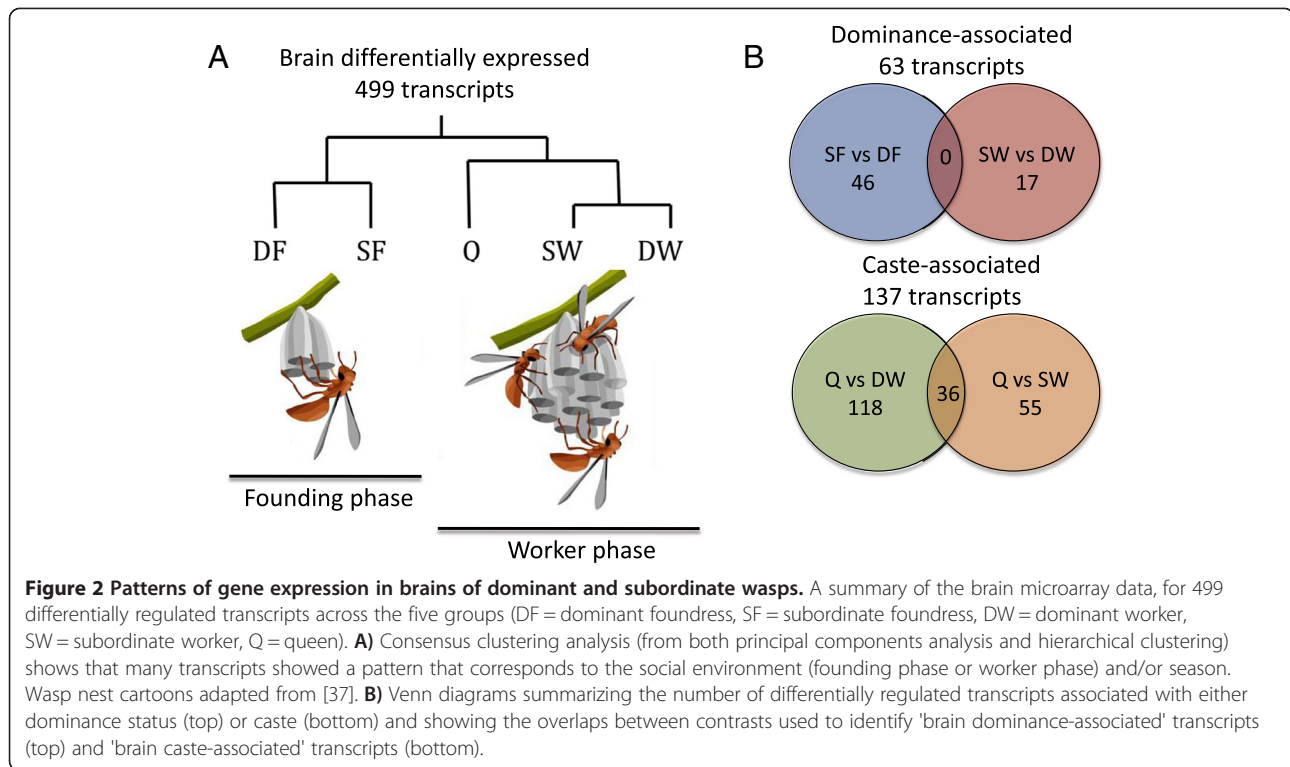 A
Brain differentially expressed
499 transcripts
DF
SF
Q
SW
DW
Founding phase
Worker phase
B
Dominance-associated
63 transcripts
SF vs DF
46
0
SW vs DW
17
Caste-associated
137 transcripts
Q vs DW
118
36
Q vs SW
55
Figure 2 Patterns of gene expression in brains of dominant and subordinate wasps. A summary of the brain microarray data, for 499
differentially regulated transcripts across the five groups (DF = dominant foundress, SF = subordinate foundress, DW = dominant worker,
SW = subordinate worker, Q = queen). A) Consensus clustering analysis (from both principal components analysis and hierarchical clustering)
shows that many transcripts showed a pattern that corresponds to the social environment (founding phase or worker phase) and/or season.
Wasp nest cartoons adapted from [37]. B) Venn diagrams summarizing the number of differentially regulated transcripts associated with either
dominance status (top) or caste (bottom) and showing the overlaps between contrasts used to identify 'brain dominance-associated' transcripts
(top) and 'brain caste-associated' transcripts (bottom).